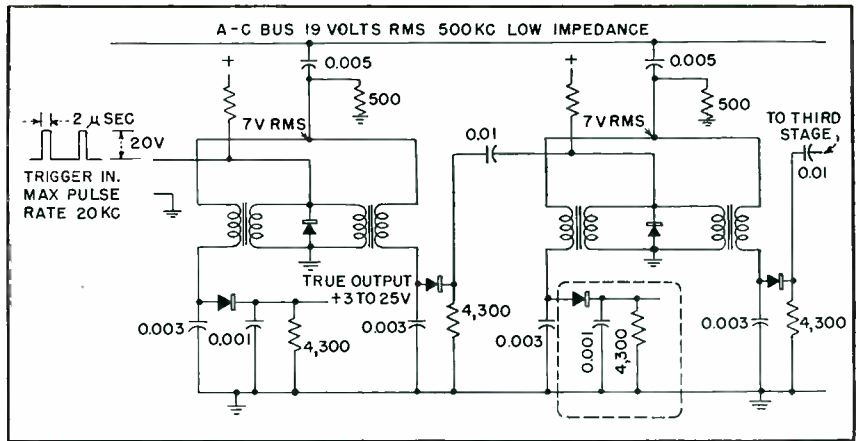 A-C BUS 19 VOLTS RMS 500KC LOW IMPEDANCE
+
0.005
500
7V RMS
2 μSEC
20V
TRIGGER IN.
MAX PULSE
RATE 20KC
0.01
+
0.005
500
7V RMS
TO THIRD
STAGE,
0.01
TRUE OUTPUT
+3 TO 25V
0.003
0.001
4,300
0.003
4,300
0.003
0.001
4,300
0.003
4,300